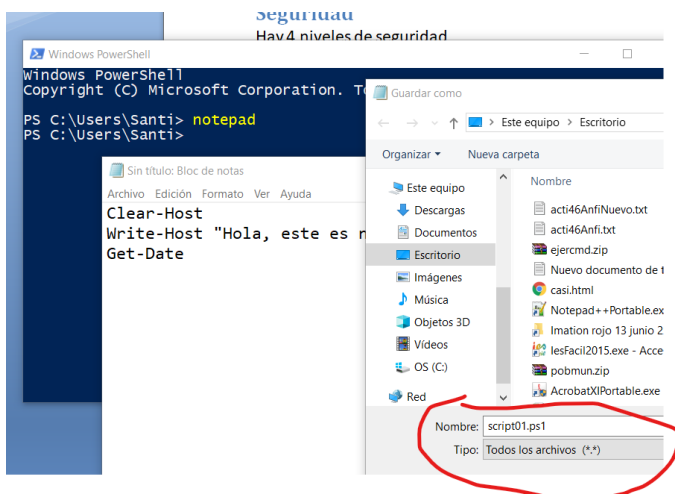 Seguridad
Hay 4 niveles de seguridad
Windows PowerShell
Windows PowerShell
Copyright (C) Microsoft Corporation.
PS C:\Users\Santi> notepad
PS C:\Users\Santi>
Sin título: Bloc de notas
Archivo Edición Formato Ver Ayuda
Clear-Host
Write-Host "Hola, este es
Get-Date
Guardar como
Este equipo > Escritorio
Organizar Nueva carpeta
Este equipo
Descargas
Documentos
Escritorio
Imágenes
Música
Objetos 3D
Vídeos
OS (C:)
Red
Nombre
acti46AnfiNuevo.txt
acti46Anfi.txt
ejercmd.zip
Nuevo documento de
casi.html
Notepad++Portable.ex
Imation rojo 13 junio 2
IesFacil2015.exe - Acce
pobmun.zip
AcrobatXIPortable.exe
Nombre: script01.ps1
Tipo: Todos los archivos (*.*)